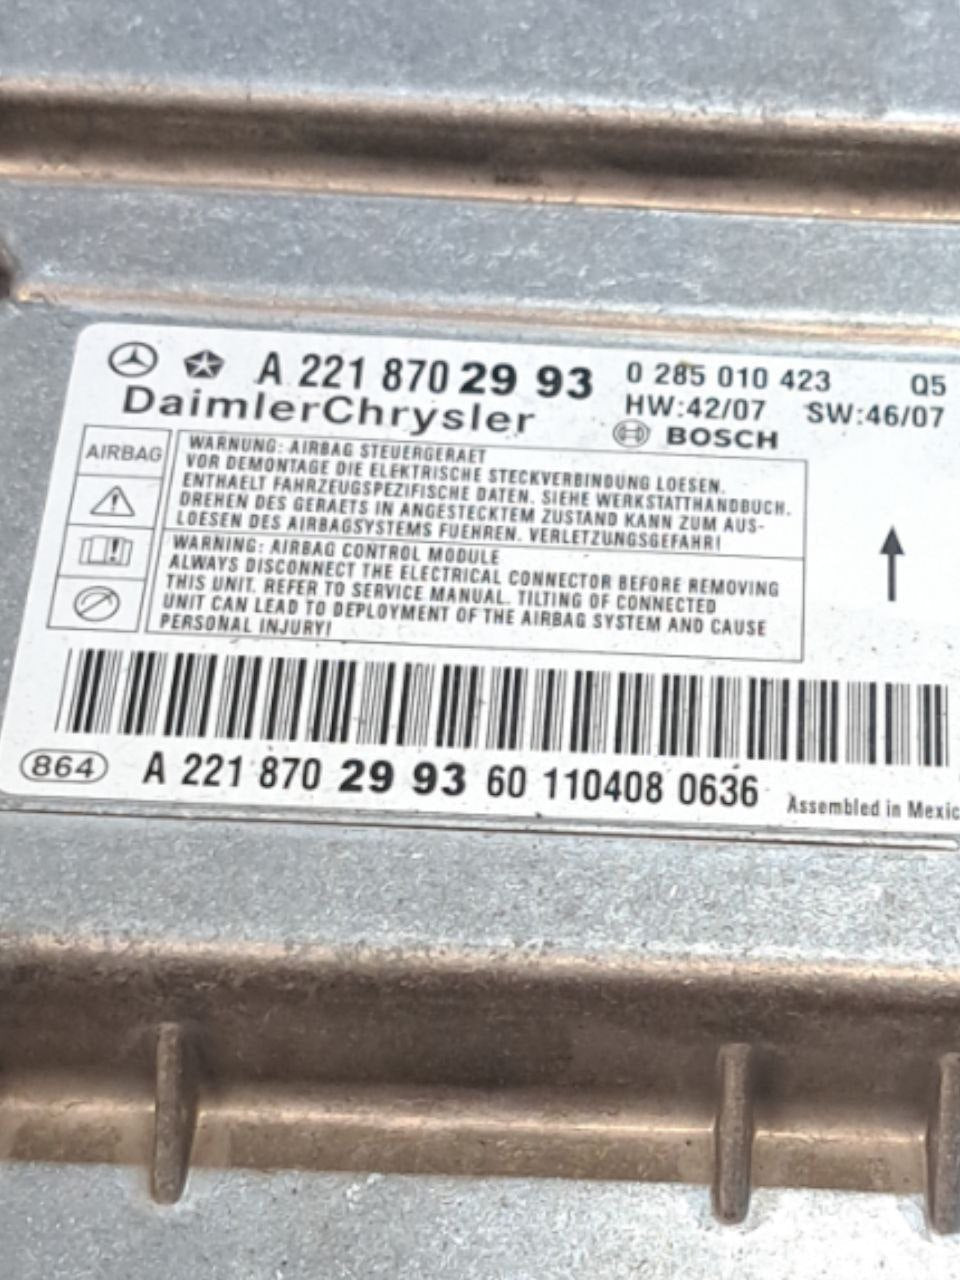 A 221 870 29 93
0 285 010 423 Q5
DaimlerChrysler
HW:42/07 SW:46/07
BOSCH
AIRBAG
WARNUNG: AIRBAG STEUERGERAET
VOR DEMONTAGE DIE ELEKTRISCHE STECKVERBINDUNG LOESEN.
ENTHAELT FAHRZEUGSPEZIFISCHE DATEN. SIEHE WERKSTATTHANDBUCH.
DREHEN DES GERAETS IN ANGESTECKTEM ZUSTAND KANN ZUM AUS-
LOESEN DES AIRBAGSYSTEMS FUEHREN. VERLETZUNGSGEFAHR!
WARNING: AIRBAG CONTROL MODULE
ALWAYS DISCONNECT THE ELECTRICAL CONNECTOR BEFORE REMOVING
THIS UNIT. REFER TO SERVICE MANUAL. TILTING OF CONNECTED
UNIT CAN LEAD TO DEPLOYMENT OF THE AIRBAG SYSTEM AND CAUSE
PERSONAL INJURY!
864 A 221 870 29 93 60 110408 0636 Assembled in Mexic